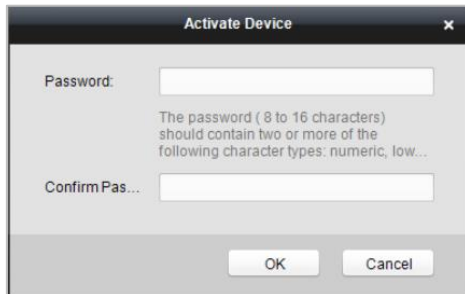 Activate Device ×
Password:
The password ( 8 to 16 characters)
should contain two or more of the
following character types: numeric, low...
Confirm Pas...
OK Cancel